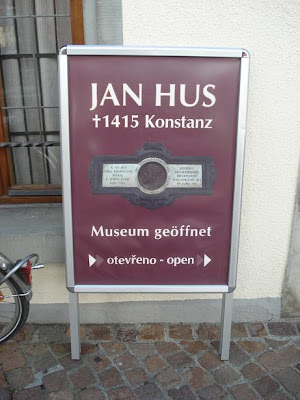 JAN HUS
†1415 Konstanz
Museum geöffnet
otevřeno - open